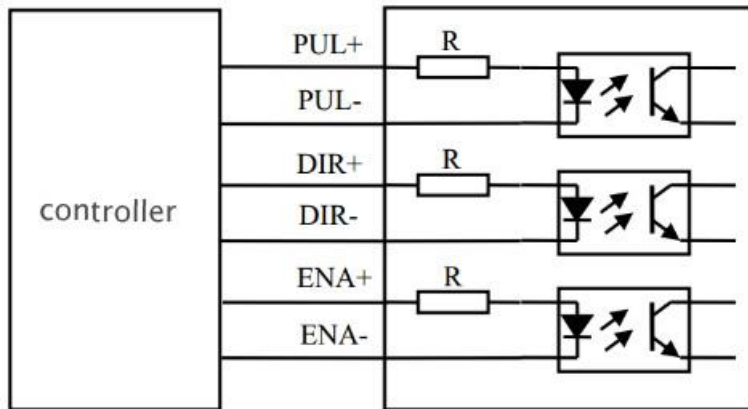 PUL+
R
PUL-
DIR+
R
controller
DIR-
ENA+
R
ENA-